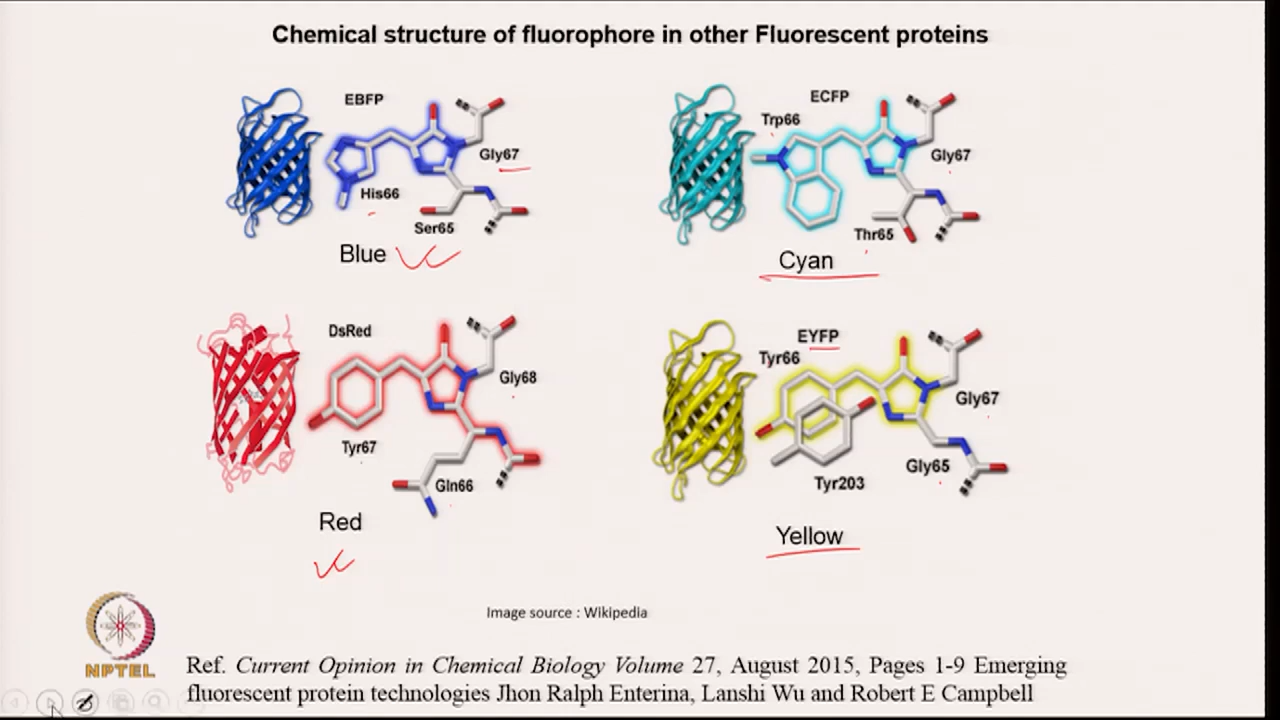 Chemical structure of fluorophore in other Fluorescent proteins
EBFP
Gly67
His66
Ser65
Blue
ECFP
Trp66
Gly67
Thr65
Cyan
DsRed
Gly68
Tyr67
Gln66
Red
EYFP
Tyr66
Gly67
Gly65
Tyr203
Yellow
Image source : Wikipedia
NPTEL
Ref. Current Opinion in Chemical Biology Volume 27, August 2015, Pages 1-9 Emerging
fluorescent protein technologies Jhon Ralph Enterina, Lanshi Wu and Robert E Campbell